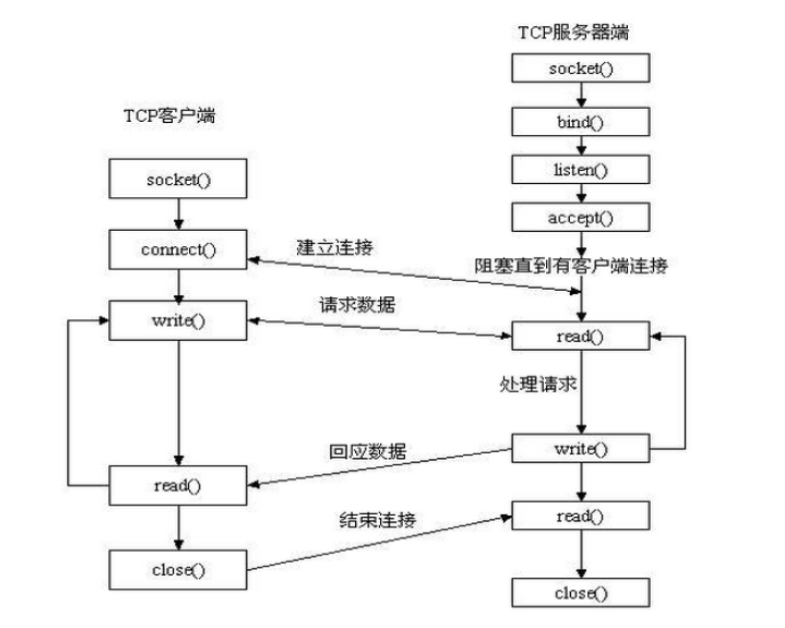 TCP服务器端
socket()
bind()
TCP客户端
listen()
socket()
accept()
connect()
建立连接
阻塞直到有客户端连接
请求数据
write()
read()
处理请求
回应数据
write()
read()
结束连接
read()
close()
close()